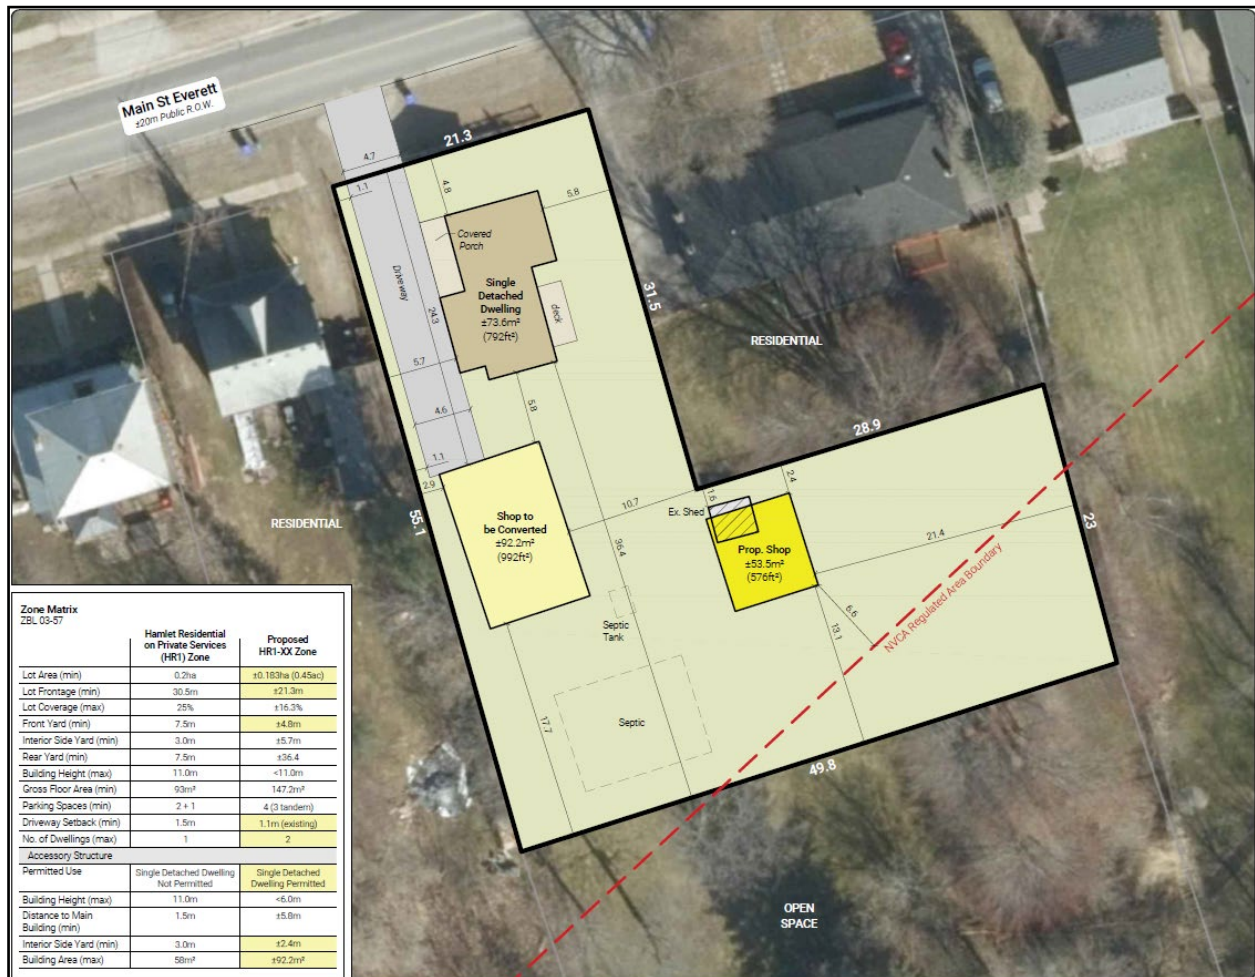 Main St Everett
±20m Public R.O.W.
21.3
4.7
1.1
4.8
5.8
Covered
Porch
Driveway
Single
Detached
Dwelling
±73.6m²
(792ft²)
deck
31.5
24.3
RESIDENTIAL
5.7
5.8
4.6
28.9
1.1
2.9
2.4
1.6
10.7
Ex. Shed
55.1
RESIDENTIAL
Shop to
be Converted
±92.2m²
(992ft²)
23
21.4
36.4
Prop. Shop
±53.5m²
(576ft²)
NVCA Regulated Area Boundary
6.6
13.1
Septic
Tank
Septic
17.7
49.8
OPEN
SPACE
Zone Matrix
ZBL 03-57
Hamlet Residential on Private Services (HR1) Zone Proposed HR1-XX Zone
Lot Area (min) 0.2ha ±0.183ha (0.45ac)
Lot Frontage (min) 30.5m ±21.3m
Lot Coverage (max) 25% ±16.3%
Front Yard (min) 7.5m ±4.8m
Interior Side Yard (min) 3.0m ±5.7m
Rear Yard (min) 7.5m ±36.4
Building Height (max) 11.0m <11.0m
Gross Floor Area (min) 93m² 147.2m²
Parking Spaces (min) 2 + 1 4 (3 tandem)
Driveway Setback (min) 1.5m 1.1m (existing)
No. of Dwellings (max) 1 2
Accessory Structure
Permitted Use Single Detached Dwelling Not Permitted Single Detached Dwelling Permitted
Building Height (max) 11.0m <6.0m
Distance to Main Building (min) 1.5m ±5.8m
Interior Side Yard (min) 3.0m ±2.4m
Building Area (max) 58m² ±92.2m²